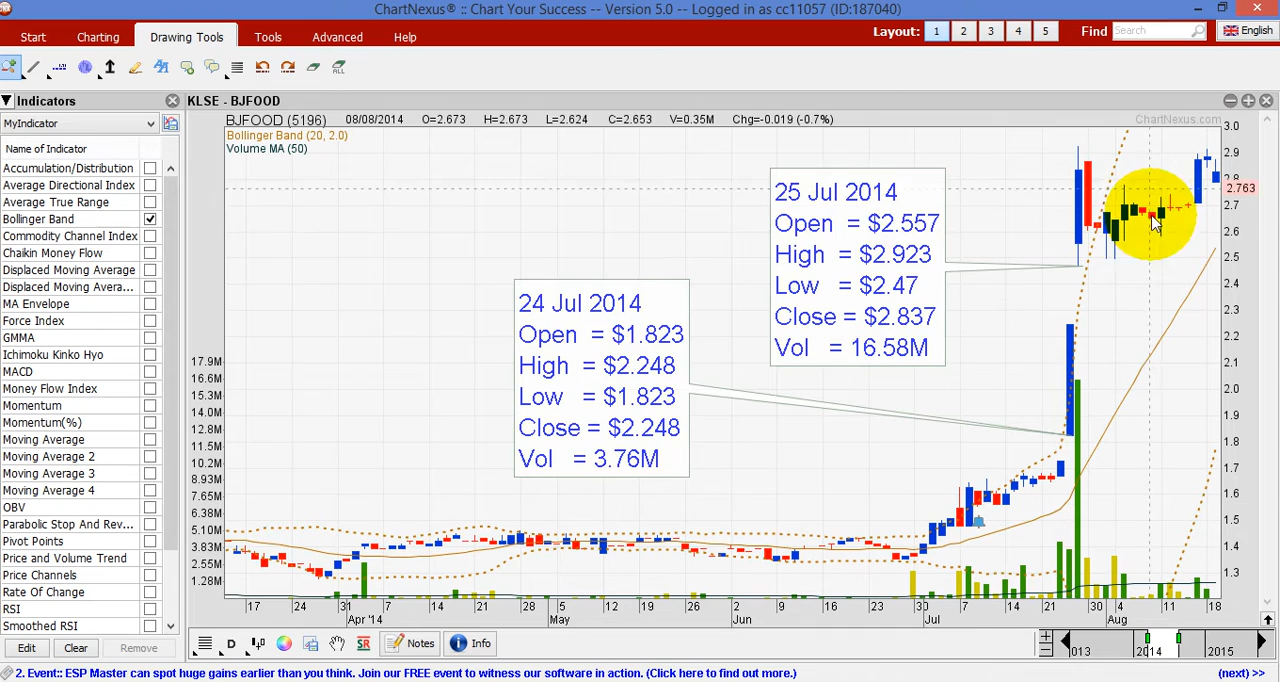 ChartNexus® :: Chart Your Success -- Version 5.0 -- Logged in as cc11057 (ID:187040)
Start Charting Drawing Tools Tools Advanced Help Layout: 1 2 3 4 5 Find Search English
ALL
Indicators
KLSE - BJFOOD
MyIndicator
BJFOOD (5196) 08/08/2014 O=2.673 H=2.673 L=2.624 C=2.653 V=0.35M Chg=-0.019 (-0.7%)
ChartNexus.com
Bollinger Band (20, 2.0)
Volume MA (50)
Name of Indicator
Accumulation/Distribution
Average Directional Index
Average True Range
Bollinger Band
Commodity Channel Index
Chaikin Money Flow
Displaced Moving Average
Displaced Moving Avera...
MA Envelope
Force Index
GMMA
Ichimoku Kinko Hyo
MACD
Money Flow Index
Momentum
Momentum(%)
Moving Average
Moving Average 2
Moving Average 3
Moving Average 4
OBV
Parabolic Stop And Rev...
Pivot Points
Price and Volume Trend
Price Channels
Rate Of Change
RSI
Smoothed RSI
Edit Clear Remove
24 Jul 2014
Open = $1.823
High = $2.248
Low = $1.823
Close = $2.248
Vol = 3.76M
25 Jul 2014
Open = $2.557
High = $2.923
Low = $2.47
Close = $2.837
Vol = 16.58M
17.9M
16.6M
15.3M
14.0M
12.8M
11.5M
10.2M
8.93M
7.65M
6.38M
5.10M
3.83M
2.55M
1.28M
3.0
2.9
2.8
2.763
2.7
2.6
2.5
2.4
2.3
2.2
2.1
2.0
1.9
1.8
1.7
1.6
1.5
1.4
1.3
17 24 31 7 14 21 28 5 12 19 26 2 9 16 23 7 14 21 30 4 11 18
Apr '14 May Jun Jul Aug
D SR Notes Info
013 2014 2015
2. Event:: ESP Master can spot huge gains earlier than you think. Join our FREE event to witness our software in action. (Click here to find out more.) (next) >>